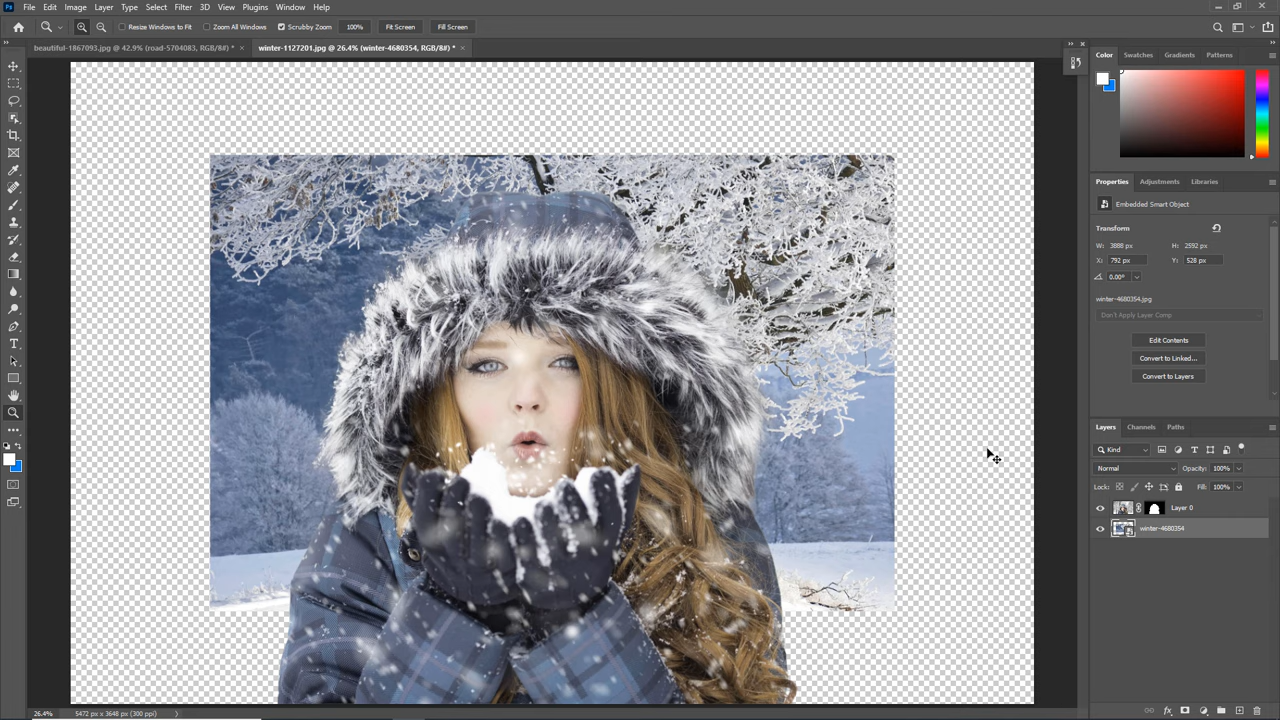 Ps File Edit Image Layer Type Select Filter 3D View Plugins Window Help
Resize Windows to Fit Zoom All Windows Scrubby Zoom 100% Fit Screen Fill Screen
beautiful-1867093.jpg @ 42.9% (road-5704083, RGB/8#) * × winter-1127201.jpg @ 26.4% (winter-4680354, RGB/8#) * ×
Color Swatches Gradients Patterns
Properties Adjustments Libraries
Embedded Smart Object
Transform
W: 3888 px H: 2592 px
X: 792 px Y: 528 px
0.00°
winter-4680354.jpg
Don't Apply Layer Comp
Edit Contents
Convert to Linked...
Convert to Layers
Layers Channels Paths
Kind
Normal Opacity: 100%
Lock: Fill: 100%
Layer 0
winter-4680354
26.4% 5472 px x 3648 px (300 ppi)